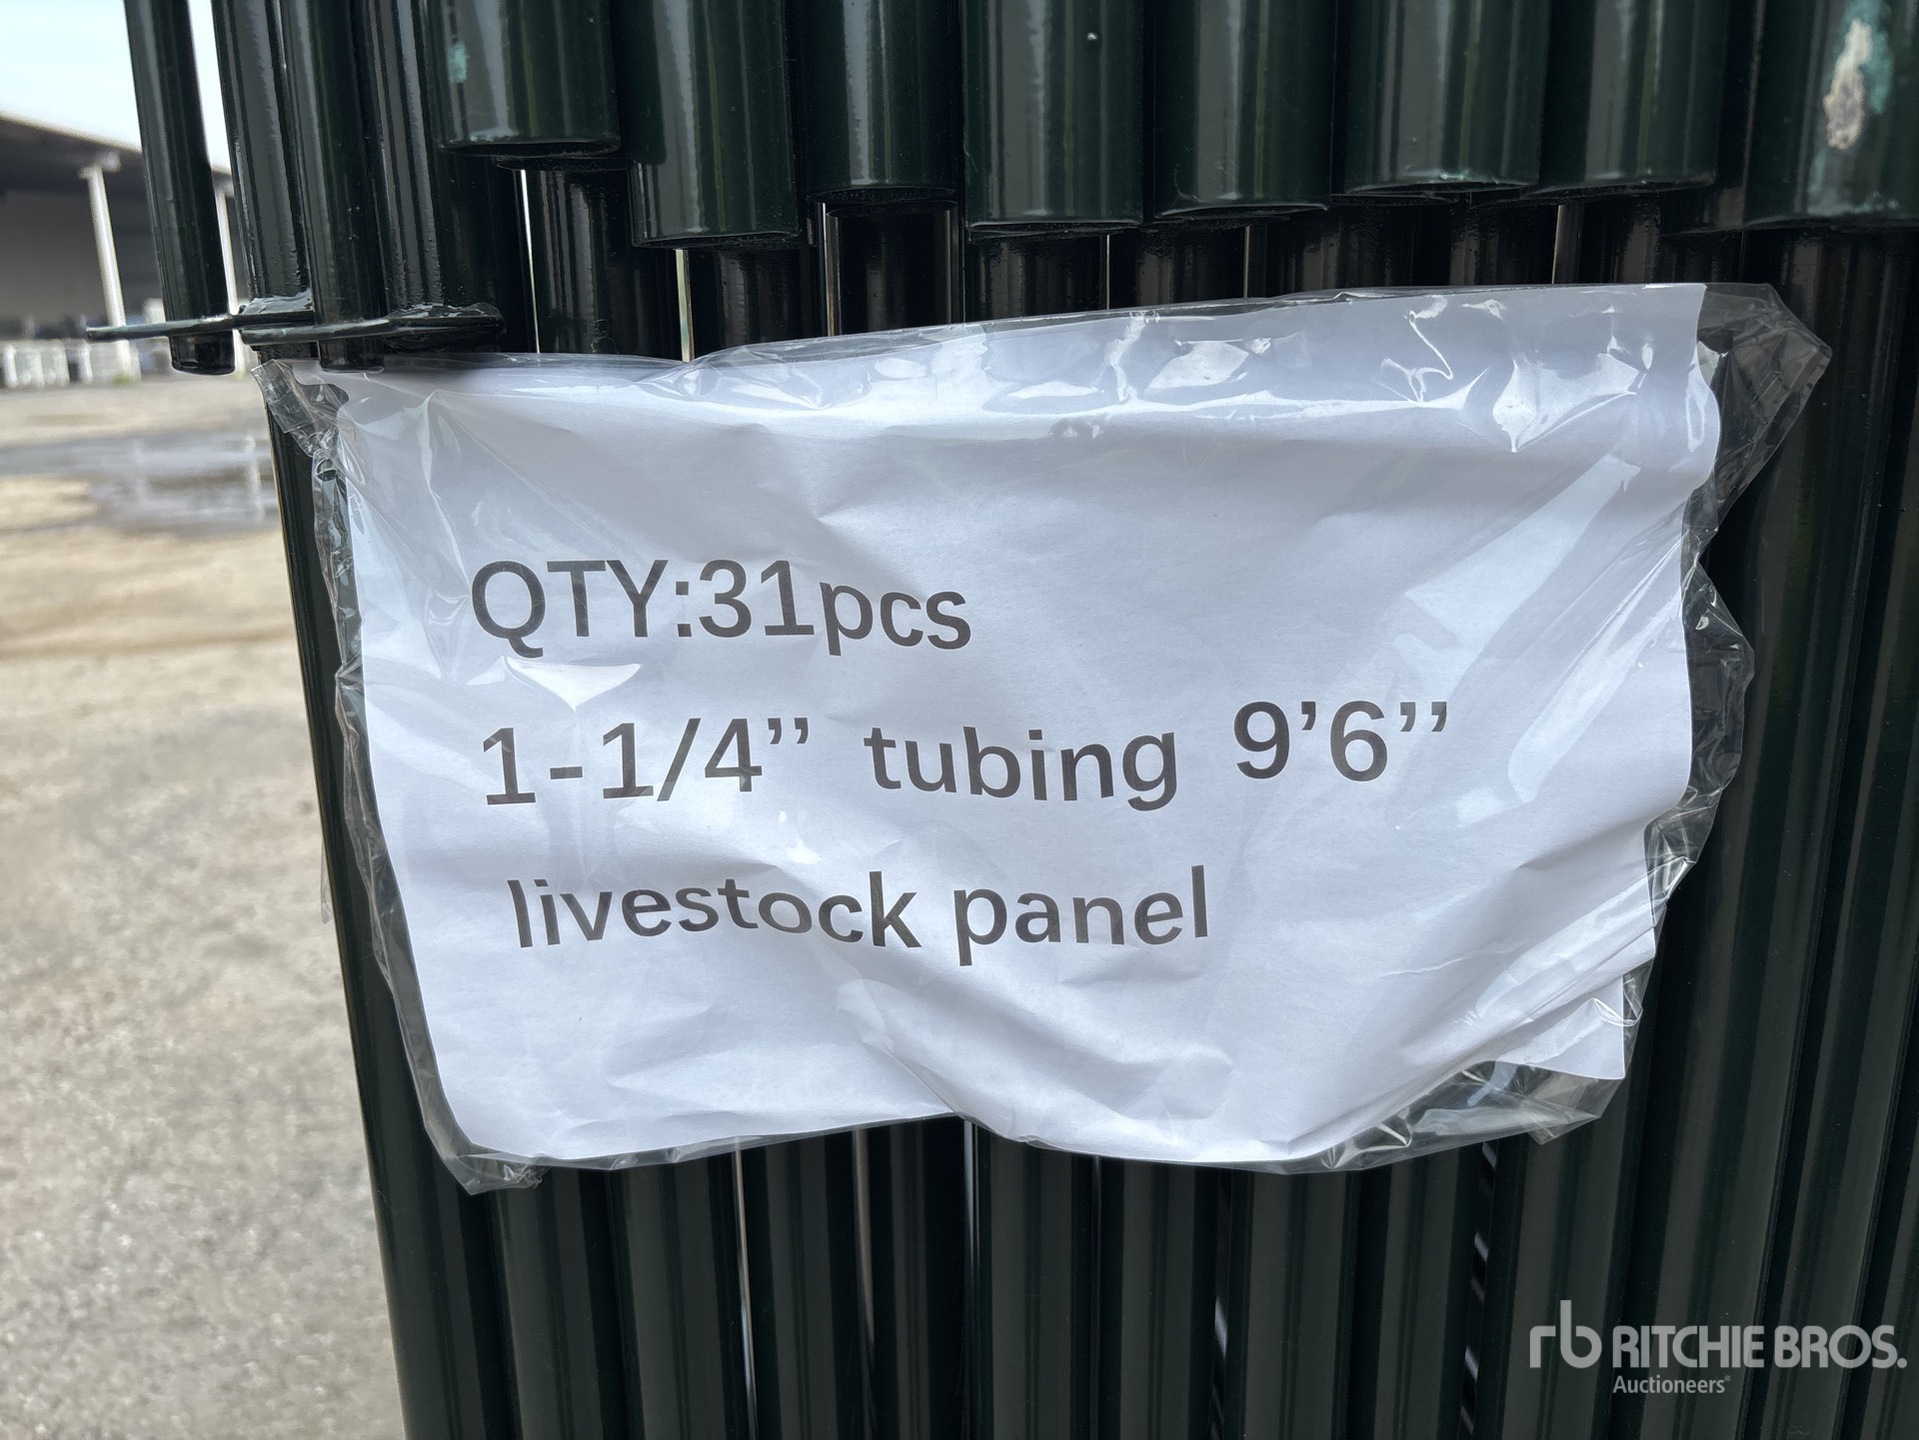 QTY:31pcs
1-1/4’’ tubing 9’6’’
livestock panel
rb RITCHIE BROS.
Auctioneers®